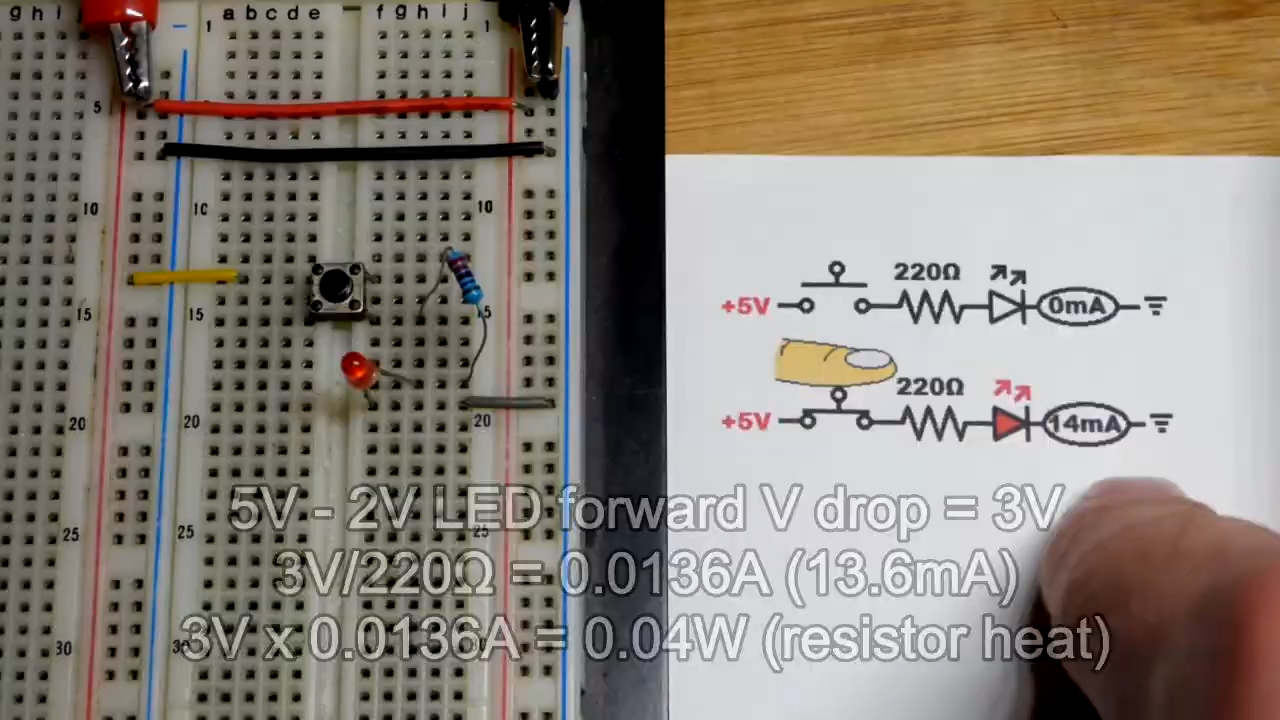 g h i j
a b c d e
f g h i j
1
1
5
10
10
10
15
15
15
20
20
25
25
25
30
30
220Ω
+5V
0mA
220Ω
+5V
14mA
5V - 2V LED forward V drop = 3V
3V/220Ω = 0.0136A (13.6mA)
3V x 0.0136A = 0.04W (resistor heat)